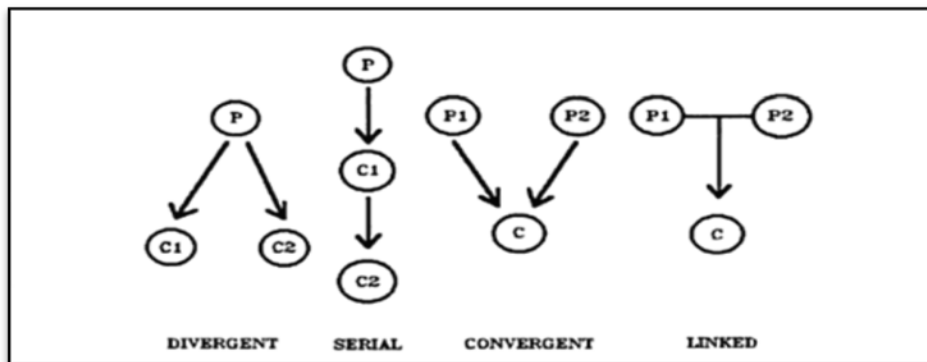 P
P
P1
P2
P1
P2
C1
C1
C2
C
C
C2
DIVERGENT
SERIAL
CONVERGENT
LINKED